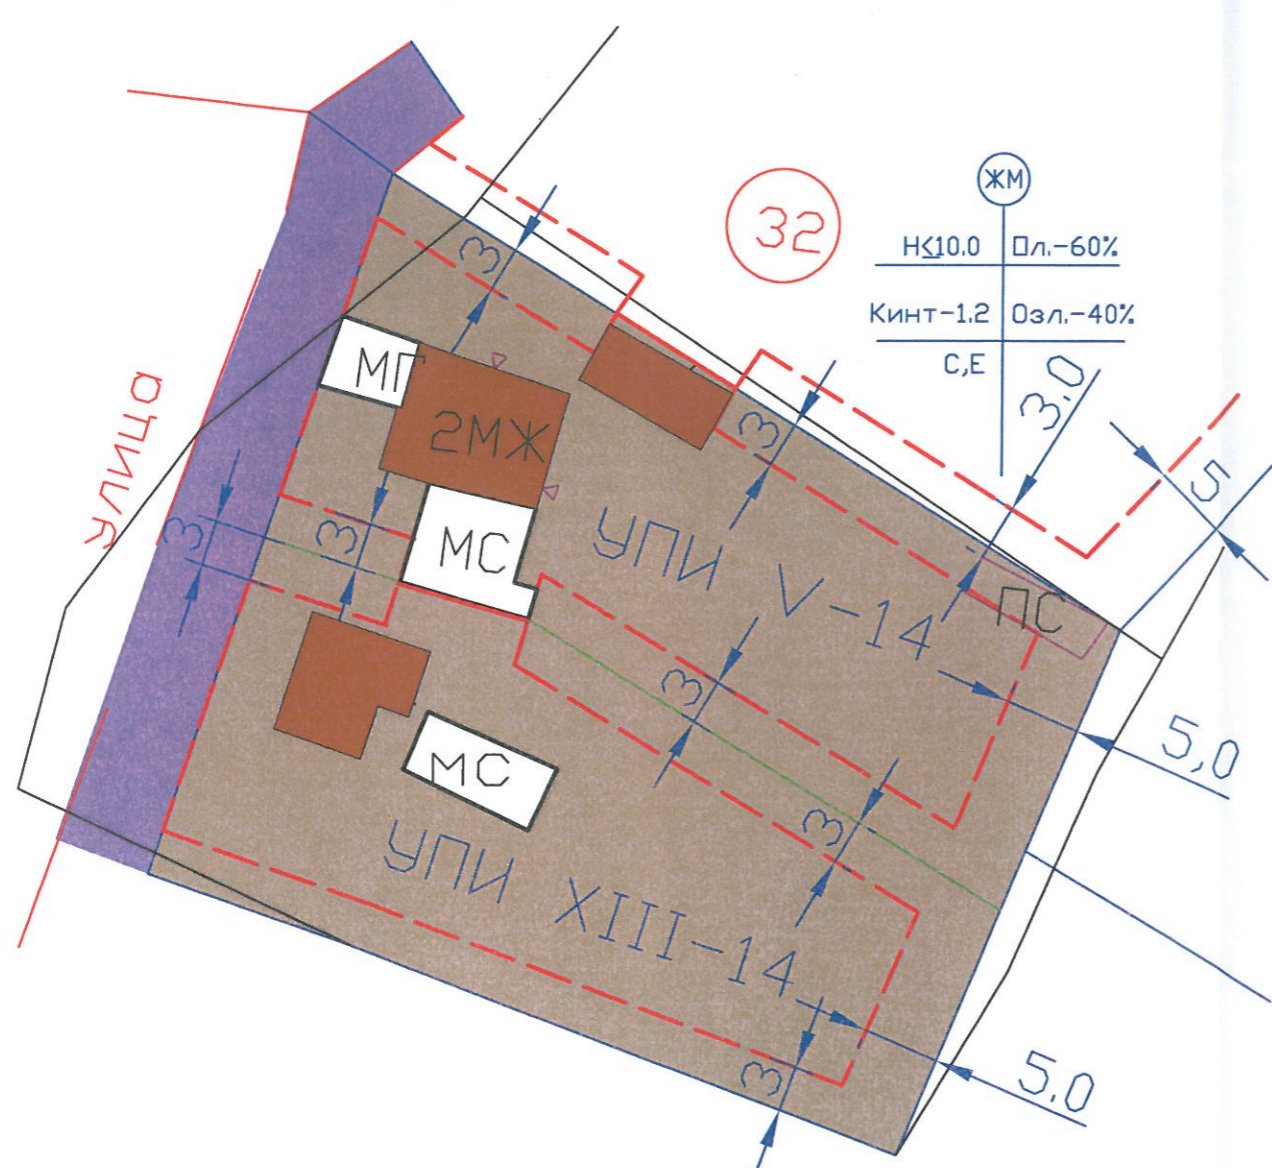 ЖМ
32
H≤10.0 Пл.-60%
Кинт-1.2 Озл.-40%
С,Е
3
3.0
МГ
улица
2МЖ
3
5
3
3
МС
УПИ V-14
ПС
3
5,0
МС
3
УПИ XIII-14
3
5.0